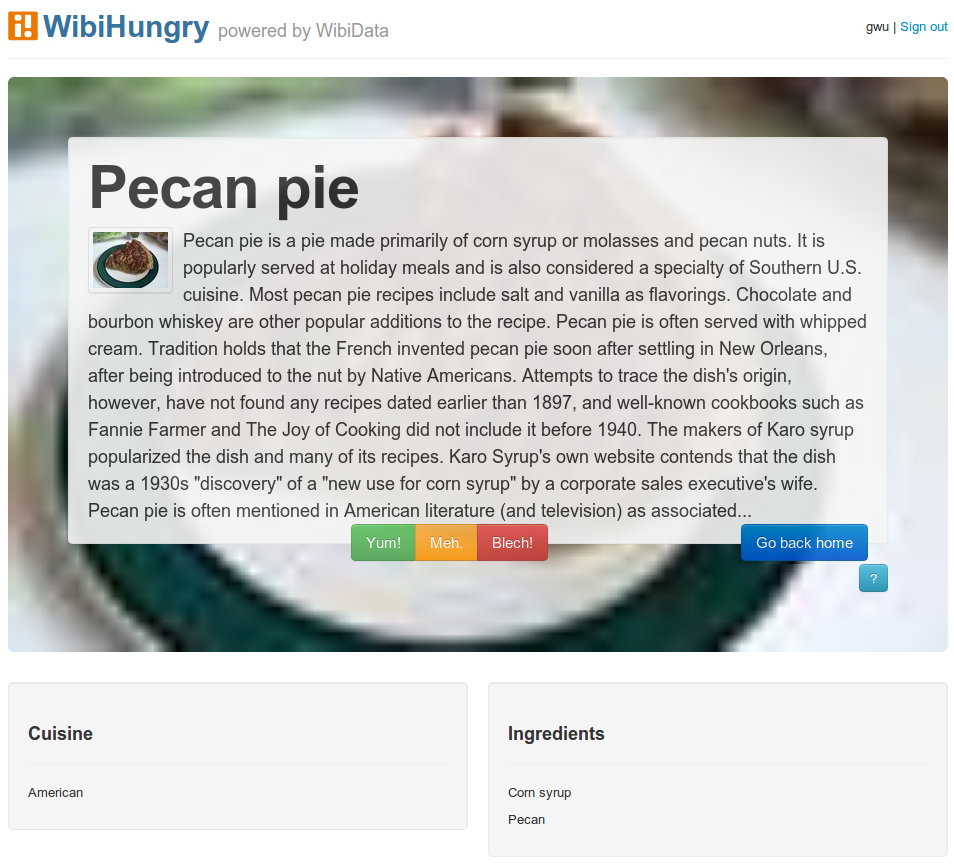 WibiHungry powered by WibiData
gwu | Sign out
Pecan pie
Pecan pie is a pie made primarily of corn syrup or molasses and pecan nuts. It is
popularly served at holiday meals and is also considered a specialty of Southern U.S.
cuisine. Most pecan pie recipes include salt and vanilla as flavorings. Chocolate and
bourbon whiskey are other popular additions to the recipe. Pecan pie is often served with whipped
cream. Tradition holds that the French invented pecan pie soon after settling in New Orleans,
after being introduced to the nut by Native Americans. Attempts to trace the dish's origin,
however, have not found any recipes dated earlier than 1897, and well-known cookbooks such as
Fannie Farmer and The Joy of Cooking did not include it before 1940. The makers of Karo syrup
popularized the dish and many of its recipes. Karo Syrup's own website contends that the dish
was a 1930s "discovery" of a "new use for corn syrup" by a corporate sales executive's wife.
Pecan pie is often mentioned in American literature (and television) as associated...
Yum! Meh. Blech!
Go back home
?
Cuisine
American
Ingredients
Corn syrup
Pecan